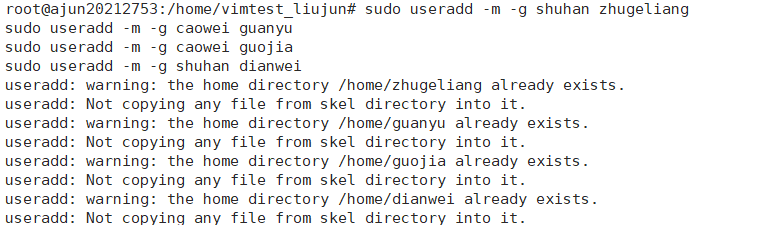 root@ajun20212753:/home/vimtest_liujun# sudo useradd -m -g shuhan zhugeliang
sudo useradd -m -g caowei guanyu
sudo useradd -m -g caowei guojia
sudo useradd -m -g shuhan dianwei
useradd: warning: the home directory /home/zhugeliang already exists.
useradd: Not copying any file from skel directory into it.
useradd: warning: the home directory /home/guanyu already exists.
useradd: Not copying any file from skel directory into it.
useradd: warning: the home directory /home/guojia already exists.
useradd: Not copying any file from skel directory into it.
useradd: warning: the home directory /home/dianwei already exists.
useradd: Not copying any file from skel directory into it.